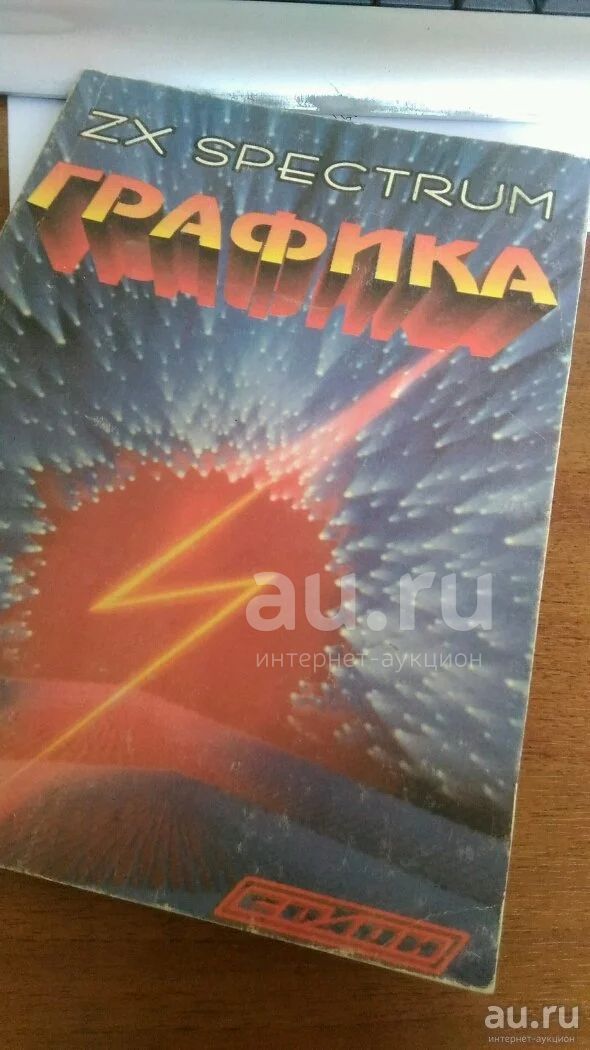 ZX SPECTRUM
ГРАФИКА
au.ru
интернет-аукцион
au.ru
интернет-аукцион